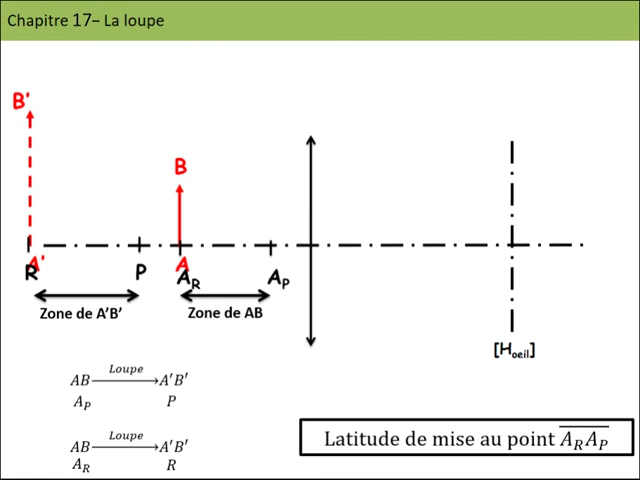 Chapitre 17– La loupe
B'
B
A'
R
P
A
A_R
A_P
Zone de A'B'
Zone de AB
[H_oeil]
Loupe
AB → A'B'
A_P P
Loupe
AB → A'B'
A_R R
Latitude de mise au point \overline{A_R A_P}